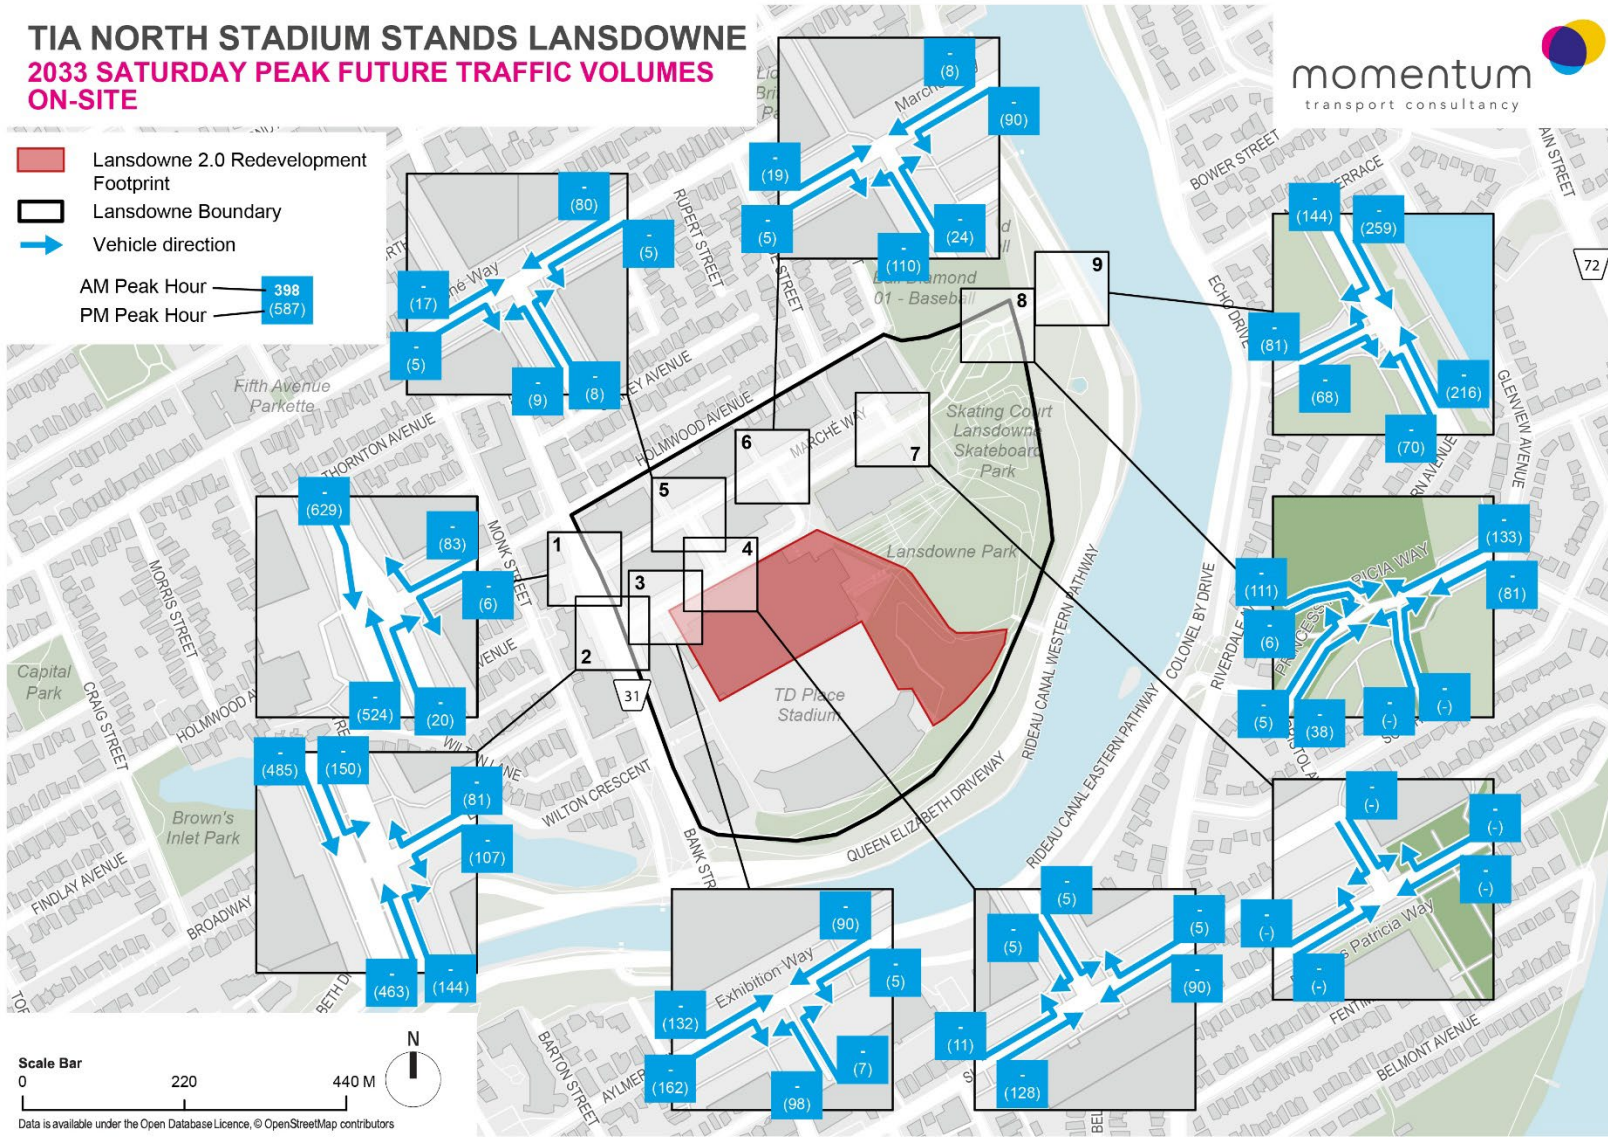 TIA NORTH STADIUM STANDS LANSDOWNE
2033 SATURDAY PEAK FUTURE TRAFFIC VOLUMES
ON-SITE
momentum
transport consultancy
Lansdowne 2.0 Redevelopment
Footprint
Lansdowne Boundary
Vehicle direction
AM Peak Hour
PM Peak Hour
398
(587)
-
(80)
-
(5)
-
(17)
-
(5)
-
(9)
-
(8)
-
(8)
-
(90)
-
(19)
-
(5)
-
(110)
-
(24)
-
(144)
-
(259)
-
(81)
-
(68)
-
(216)
-
(70)
-
(629)
-
(83)
-
(6)
-
(524)
-
(20)
-
(133)
-
(81)
-
(111)
-
(6)
-
(5)
-
(38)
-
(-)
-
(-)
-
(485)
-
(150)
-
(81)
-
(107)
-
(463)
-
(144)
-
(90)
-
(5)
-
(132)
-
(162)
-
(98)
-
(7)
-
(5)
-
(5)
-
(5)
-
(90)
-
(11)
-
(128)
-
(-)
-
(-)
-
(-)
-
(-)
-
(-)
1
2
3
4
5
6
7
8
9
31
72
RUPERT STREET
BOWER STREET
ECHO DRIVE
GLENVIEW AVENUE
Ball Diamond
01 - Baseball
Fifth Avenue
Parkette
THORNTON AVENUE
HOLMWOOD AVENUE
MARCHÉ WAY
Skating Court
Lansdowne
Skateboard
Park
Lansdowne Park
TD Place
Stadium
MONK STREET
MORRIS STREET
CRAIG STREET
Capital
Park
Brown's
Inlet Park
FINDLAY AVENUE
BROADWAY
WILTON CRESCENT
QUEEN ELIZABETH DRIVEWAY
RIDEAU CANAL WESTERN PATHWAY
RIDEAU CANAL EASTERN PATHWAY
COLONEL BY DRIVE
Exhibition Way
Patricia Way
BARTON STREET
BELMONT AVENUE
Scale Bar
0
220
440 M
N
Data is available under the Open Database Licence, © OpenStreetMap contributors